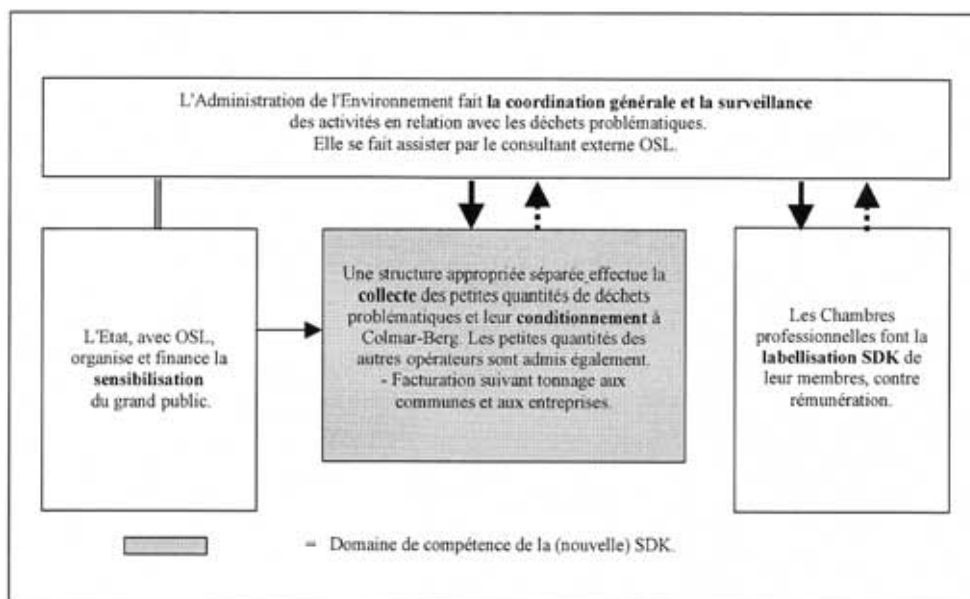 L'Administration de l'Environnement fait la coordination générale et la surveillance
des activités en relation avec les déchets problématiques.
Elle se fait assister par le consultant externe OSL.
L'Etat, avec OSL,
organise et finance la
sensibilisation
du grand public.
Une structure appropriée séparée effectue la
collecte des petites quantités de déchets
problématiques et leur conditionnement à
Colmar-Berg. Les petites quantités des
autres opérateurs sont admis également.
- Facturation suivant tonnage aux
communes et aux entreprises.
Les Chambres
professionnelles font la
labellisation SDK de
leur membres, contre
rémunération.
= Domaine de compétence de la (nouvelle) SDK.